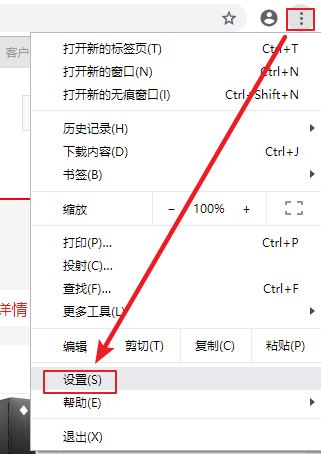 客户
打开新的标签页(T) Ctrl+T
打开新的窗口(N) Ctrl+N
打开新的无痕窗口(I) Ctrl+Shift+N
历史记录(H)
下载内容(D) Ctrl+J
书签(B)
缩放 − 100% +
打印(P)... Ctrl+P
投射(C)...
查找(F)... Ctrl+F
详情
更多工具(L)
编辑 剪切(T) 复制(C) 粘贴(P)
设置(S)
帮助(E)
退出(X)